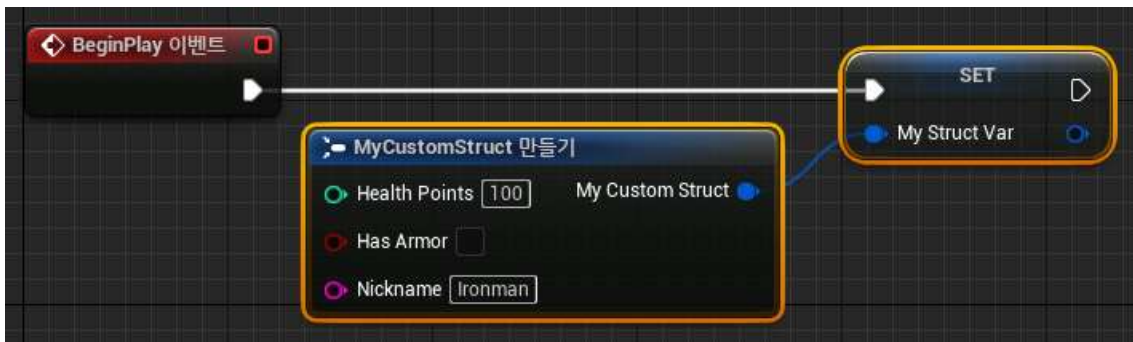 BeginPlay 이벤트
SET
My Struct Var
MyCustomStruct 만들기
Health Points 100 My Custom Struct
Has Armor
Nickname Ironman